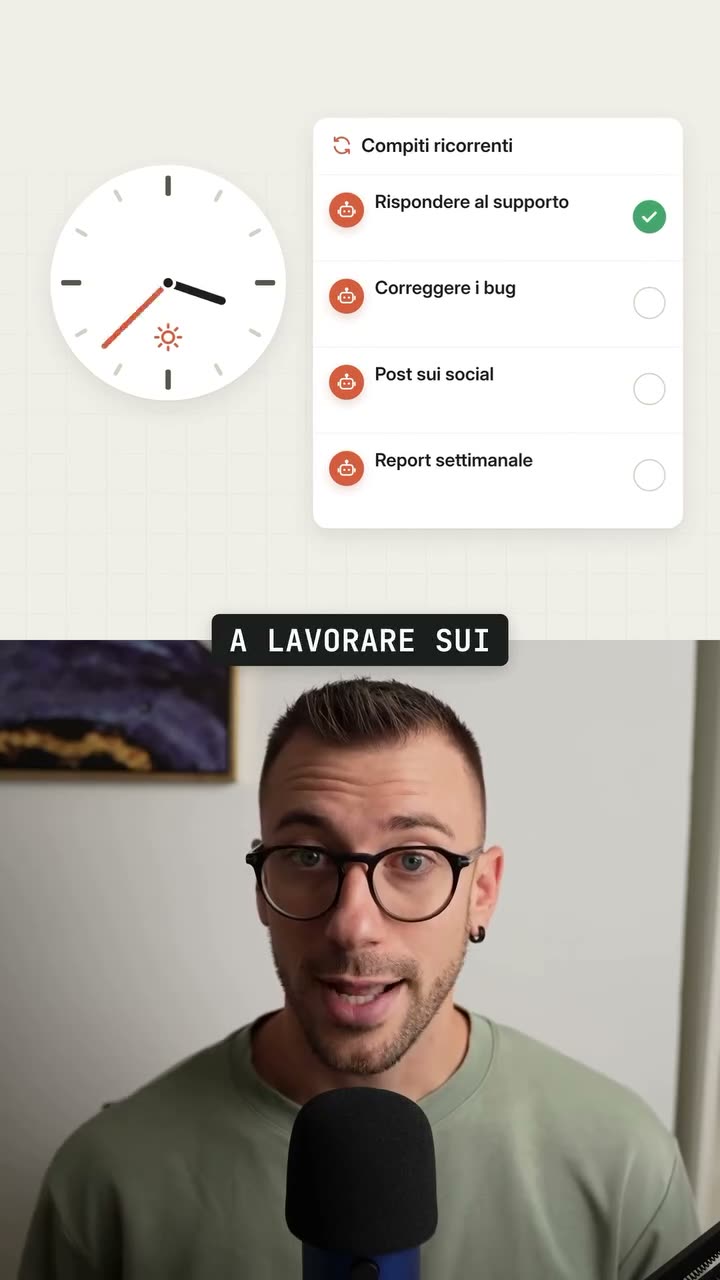 Compiti ricorrenti
Rispondere al supporto
Correggere i bug
Post sui social
Report settimanale
A LAVORARE SUI